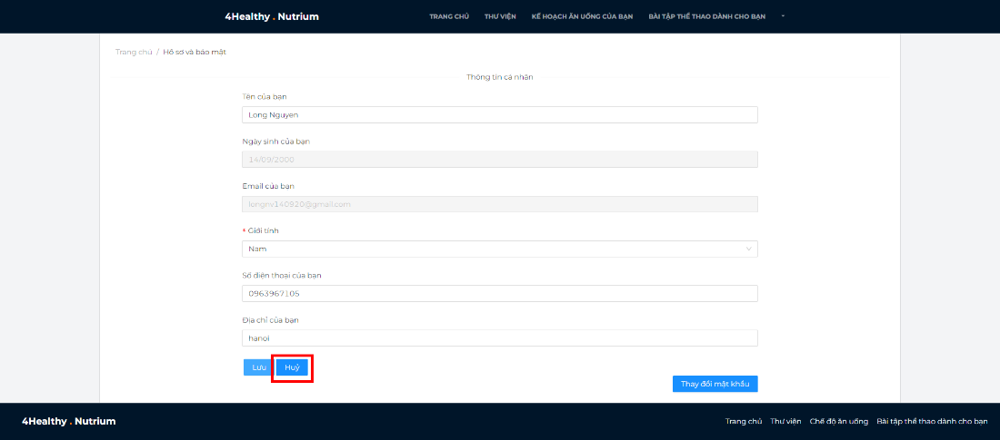 4Healthy . Nutrium TRANG CHỦ THƯ VIỆN KẾ HOẠCH ĂN UỐNG CỦA BẠN BÀI TẬP THỂ THAO DÀNH CHO BẠN
Trang chủ / Hồ sơ và bảo mật
Thông tin cá nhân
Tên của bạn
Long Nguyen
Ngày sinh của bạn
14/09/2000
Email của bạn
longnv140920@gmail.com
* Giới tính
Nam
Số điện thoại của bạn
0963967105
Địa chỉ của bạn
hanoi
Lưu Huỷ
Thay đổi mật khẩu
4Healthy . Nutrium Trang chủ Thư viện Chế độ ăn uống Bài tập thể thao dành cho bạn